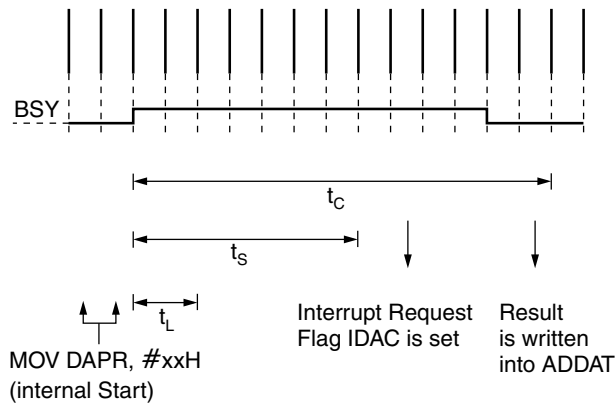 BSY
t_C
t_S
t_L
Interrupt Request
Flag IDAC is set
Result
is written
into ADDAT
MOV DAPR, #xxH
(internal Start)